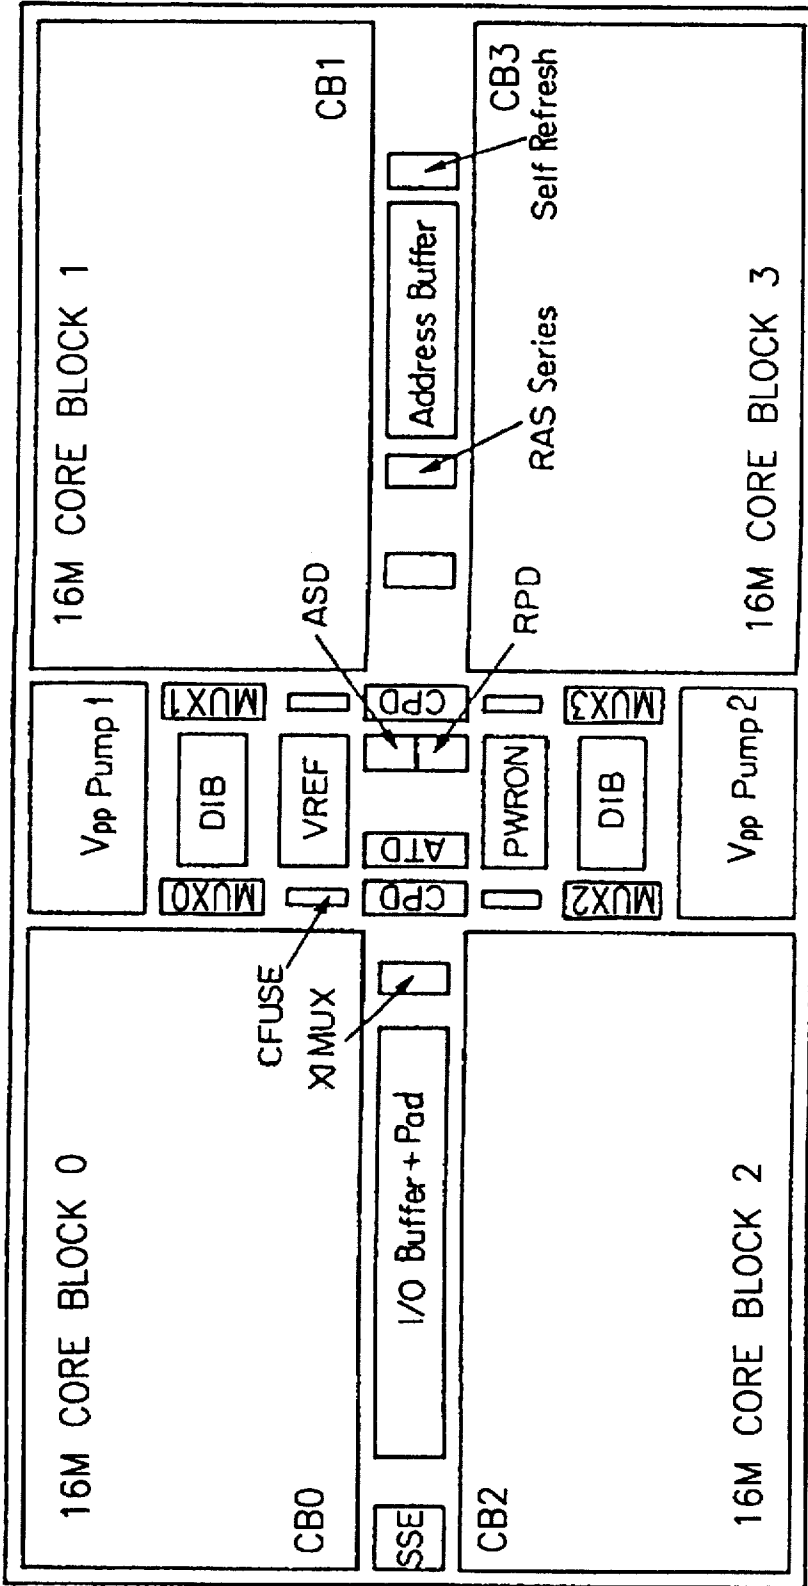 16M CORE BLOCK 0
CB0
16M CORE BLOCK 1
CB1
Vpp Pump 1
MUX0
DIB
MUX1
CFUSE
VREF
ASD
XIMUX
SSE
I/O Buffer + Pad
CPD
ATD
CPD
Address Buffer
RPD
RAS Series
Self Refresh
PWRON
MUX2
DIB
MUX3
Vpp Pump 2
CB2
16M CORE BLOCK 2
CB3
16M CORE BLOCK 3